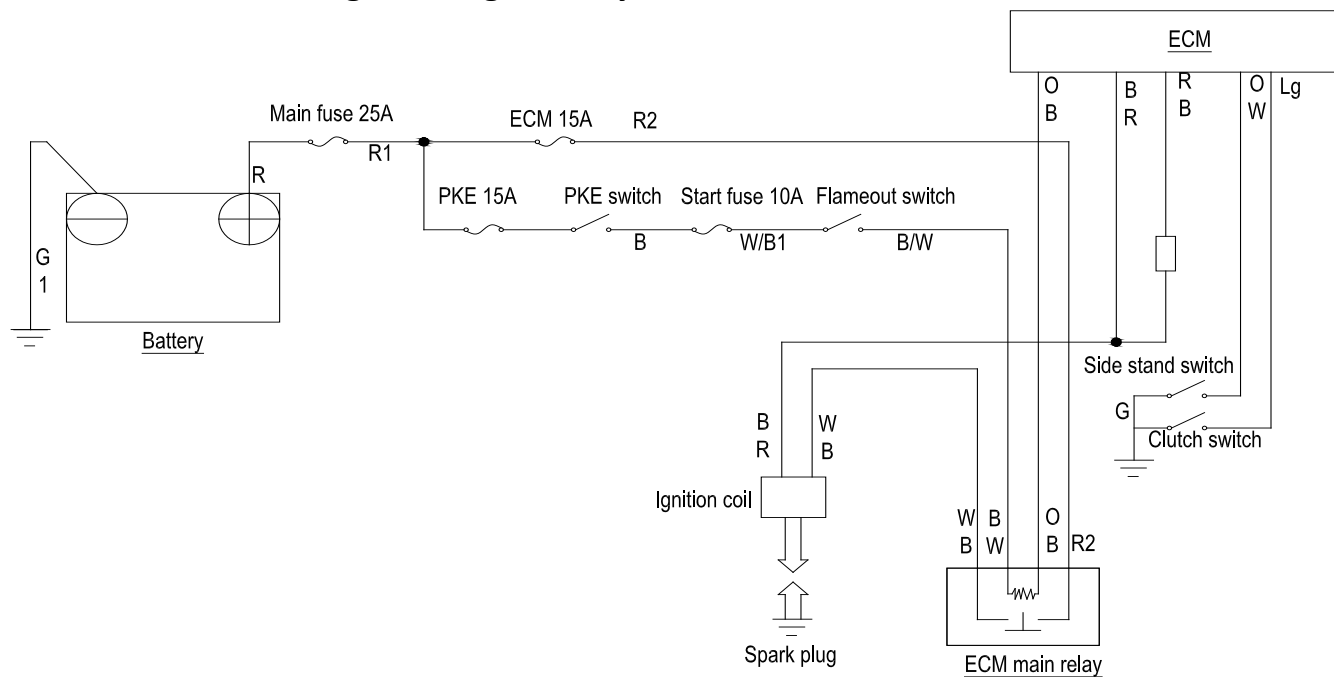 ECM
O
B
B
R
R
B
O
W
Lg
Main fuse 25A
R1
ECM 15A
R2
R
PKE 15A
PKE switch
B
Start fuse 10A
W/B1
Flameout switch
B/W
G
1
Battery
Side stand switch
G
Clutch switch
B
R
W
B
Ignition coil
W
B
B
W
O
B
R2
Spark plug
ECM main relay